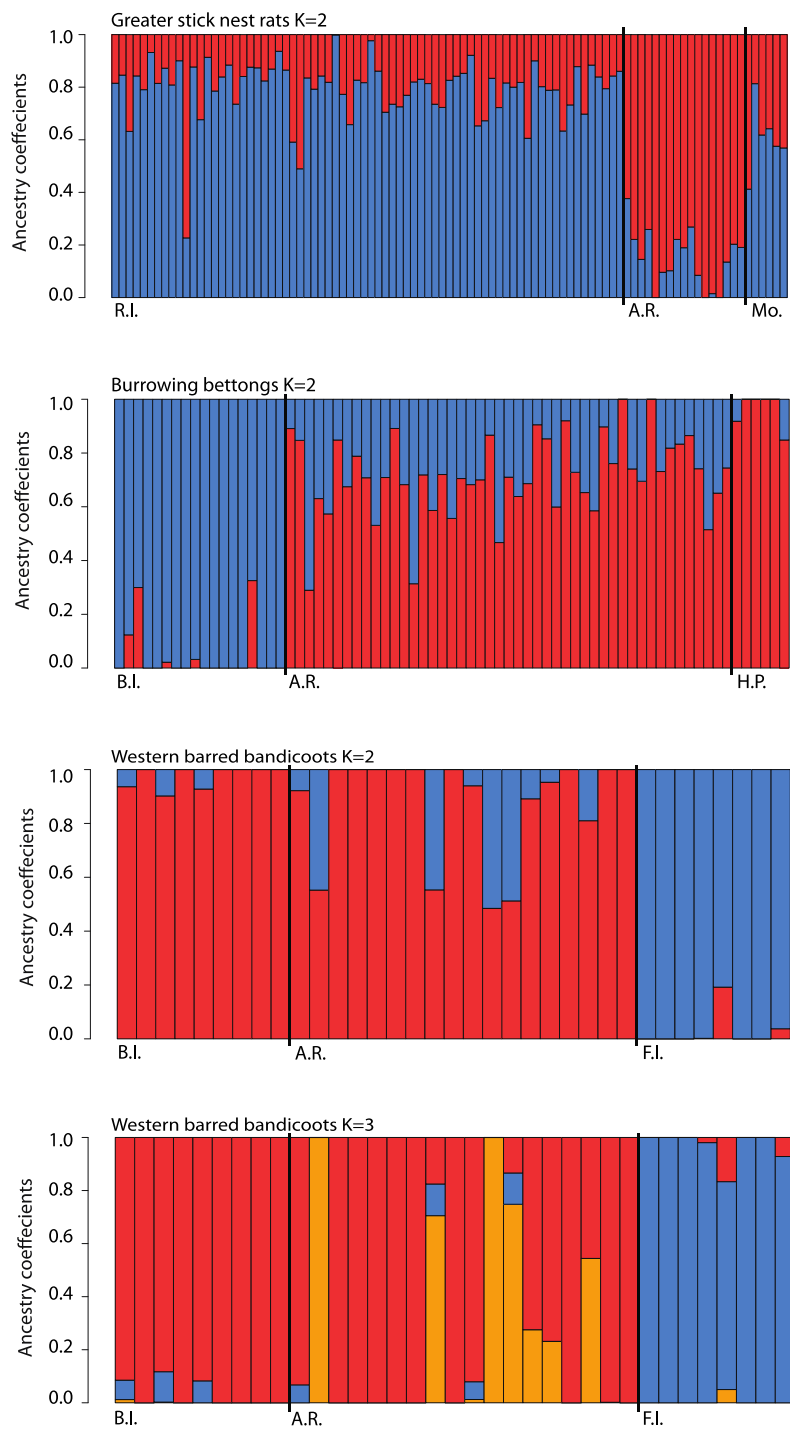 Greater stick nest rats K=2
Ancestry coeffecients
1.0
0.8
0.6
0.4
0.2
0.0
R.I. A.R. Mo.
Burrowing bettongs K=2
Ancestry coeffecients
1.0
0.8
0.6
0.4
0.2
0.0
B.I. A.R. H.P.
Western barred bandicoots K=2
Ancestry coeffecients
1.0
0.8
0.6
0.4
0.2
0.0
B.I. A.R. F.I.
Western barred bandicoots K=3
Ancestry coeffecients
1.0
0.8
0.6
0.4
0.2
0.0
B.I. A.R. F.I.